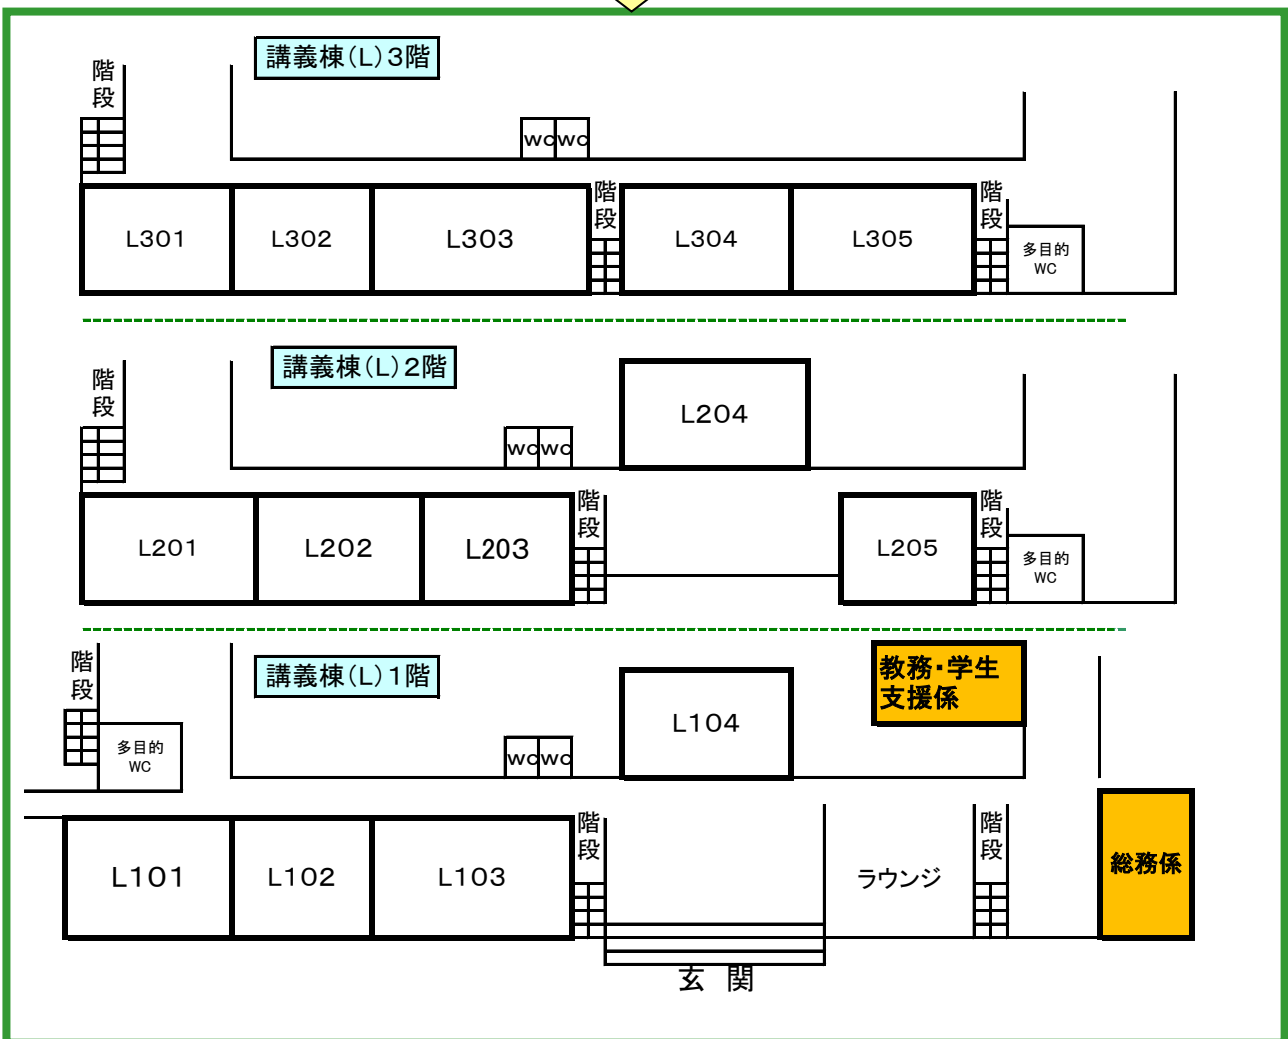 講義棟(L)3階
階段
WC WC
階段
階段
L301
L302
L303
L304
L305
多目的
WC
講義棟(L)2階
階段
L204
WC WC
階段
階段
L201
L202
L203
L205
多目的
WC
講義棟(L)1階
階段
教務・学生
支援係
L104
多目的
WC
WC WC
階段
階段
L101
L102
L103
ラウンジ
総務係
玄 関